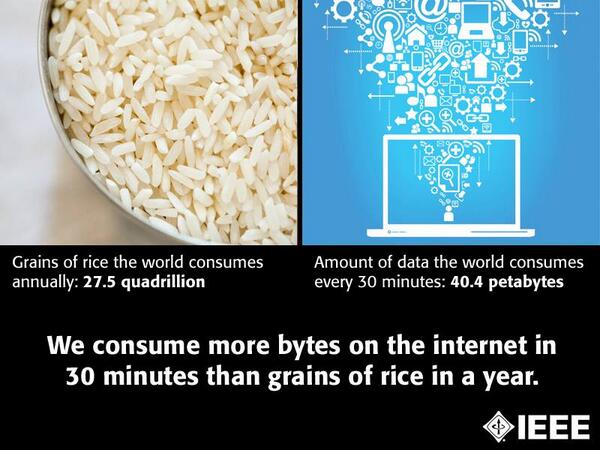 Grains of rice the world consumes
annually: 27.5 quadrillion
Amount of data the world consumes
every 30 minutes: 40.4 petabytes
We consume more bytes on the internet in
30 minutes than grains of rice in a year.
IEEE